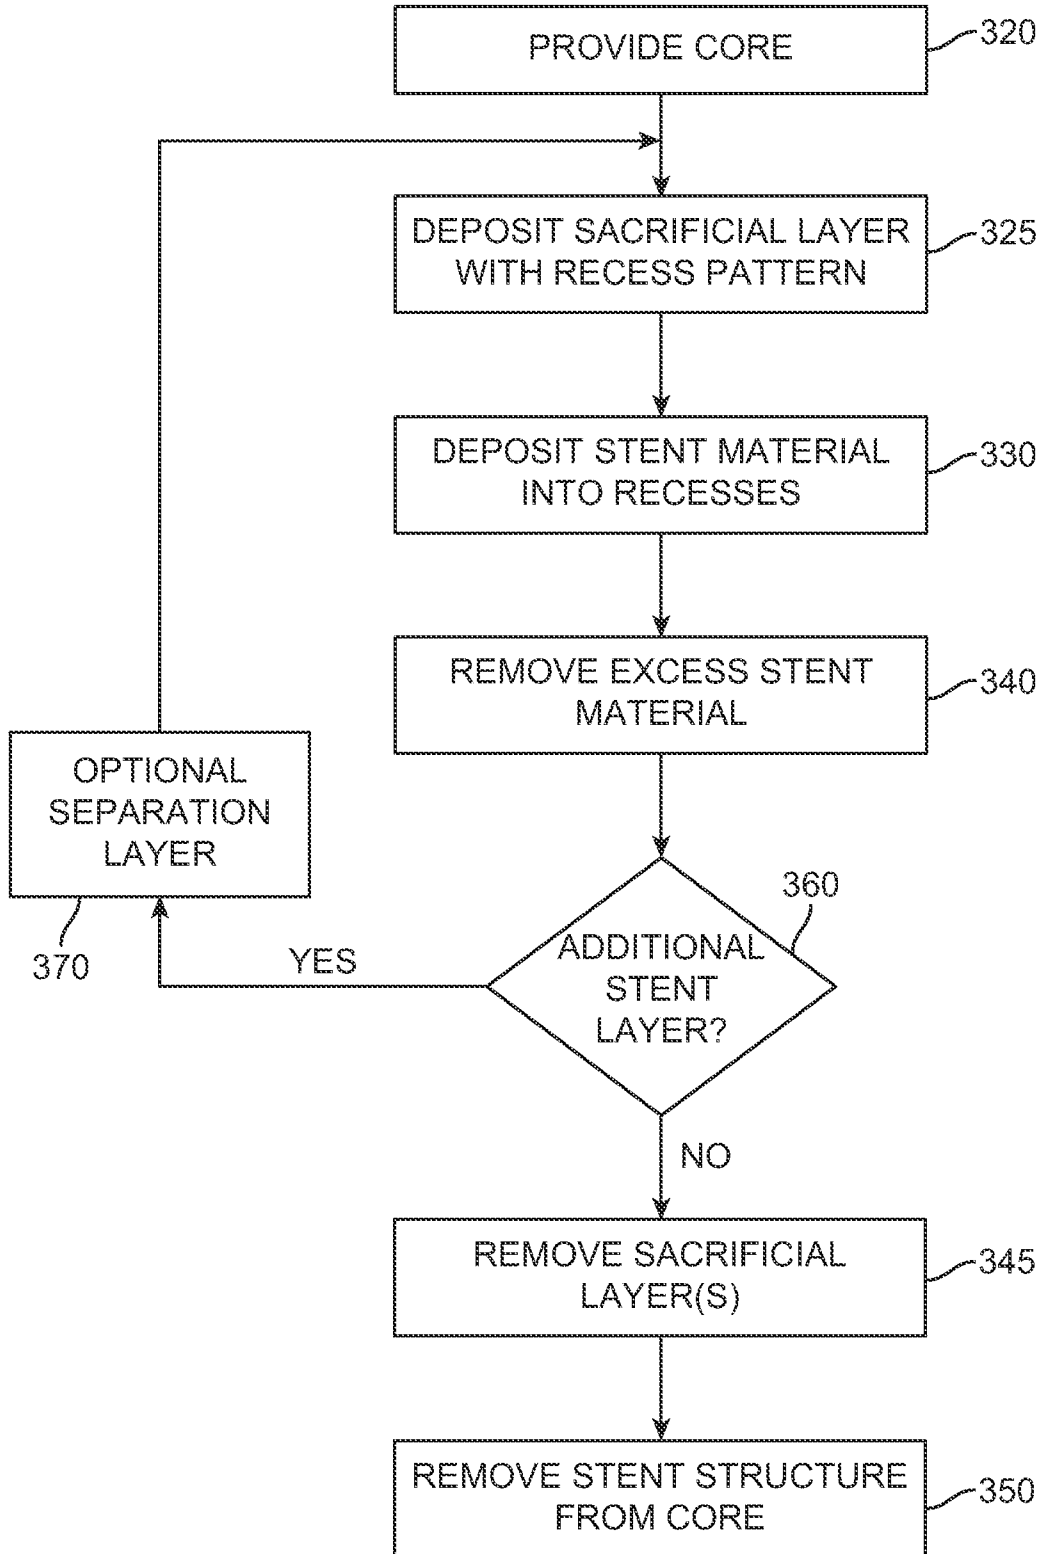 PROVIDE CORE
320
DEPOSIT SACRIFICIAL LAYER
WITH RECESS PATTERN
325
DEPOSIT STENT MATERIAL
INTO RECESSES
330
REMOVE EXCESS STENT
MATERIAL
340
OPTIONAL
SEPARATION
LAYER
370
YES
ADDITIONAL
STENT
LAYER?
360
NO
REMOVE SACRIFICIAL
LAYER(S)
345
REMOVE STENT STRUCTURE
FROM CORE
350